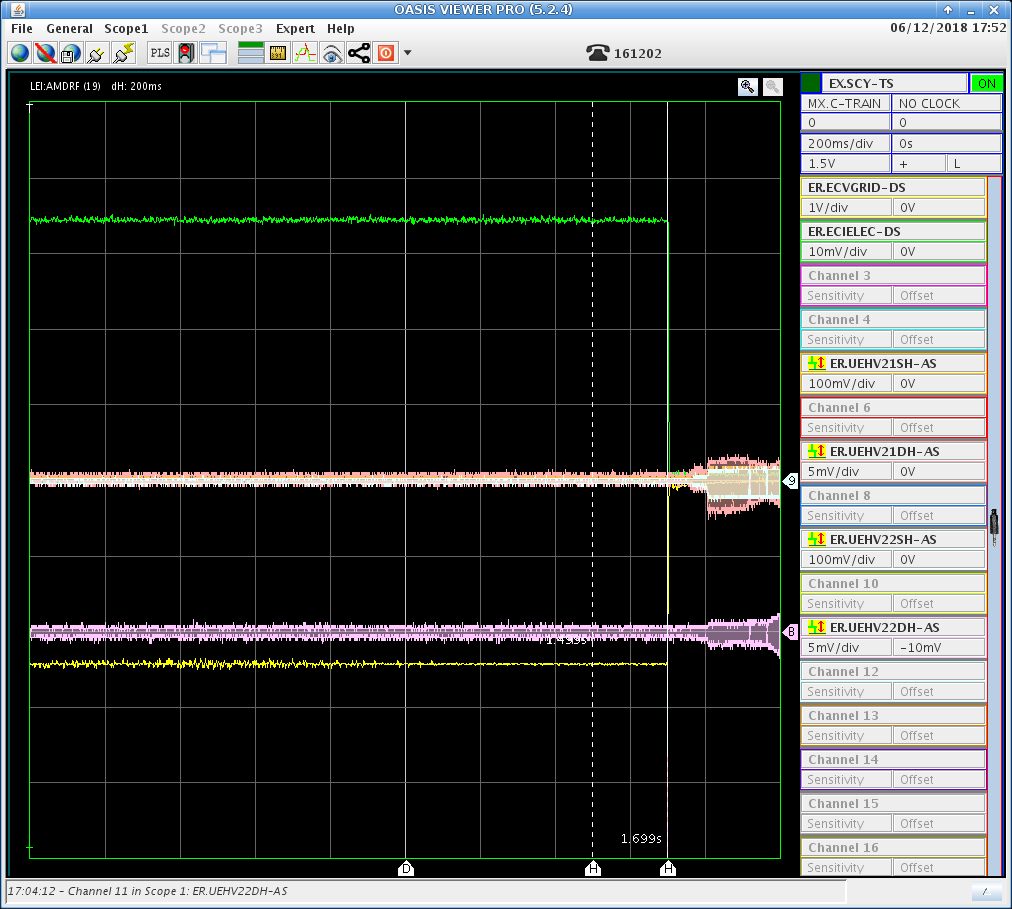 OASIS VIEWER PRO (5.2.4)
File General Scope1 Scope2 Scope3 Expert Help
06/12/2018 17:52
PLS
161202
LEI:AMDRF (19) dH: 200ms
EX.SCY-TS ON
MX.C-TRAIN NO CLOCK
0 0
200ms/div 0s
1.5V + L
ER.ECVGRID-DS
1V/div 0V
ER.ECIELEC-DS
10mV/div 0V
Channel 3
Sensitivity Offset
Channel 4
Sensitivity Offset
ER.UEHV21SH-AS
100mV/div 0V
Channel 6
Sensitivity Offset
ER.UEHV21DH-AS
5mV/div 0V
9
Channel 8
Sensitivity Offset
ER.UEHV22SH-AS
100mV/div 0V
Channel 10
Sensitivity Offset
ER.UEHV22DH-AS
B
5mV/div -10mV
Channel 12
Sensitivity Offset
Channel 13
Sensitivity Offset
Channel 14
Sensitivity Offset
Channel 15
Sensitivity Offset
1.699s
Channel 16
Sensitivity Offset
D H H
17:04:12 - Channel 11 in Scope 1: ER.UEHV22DH-AS